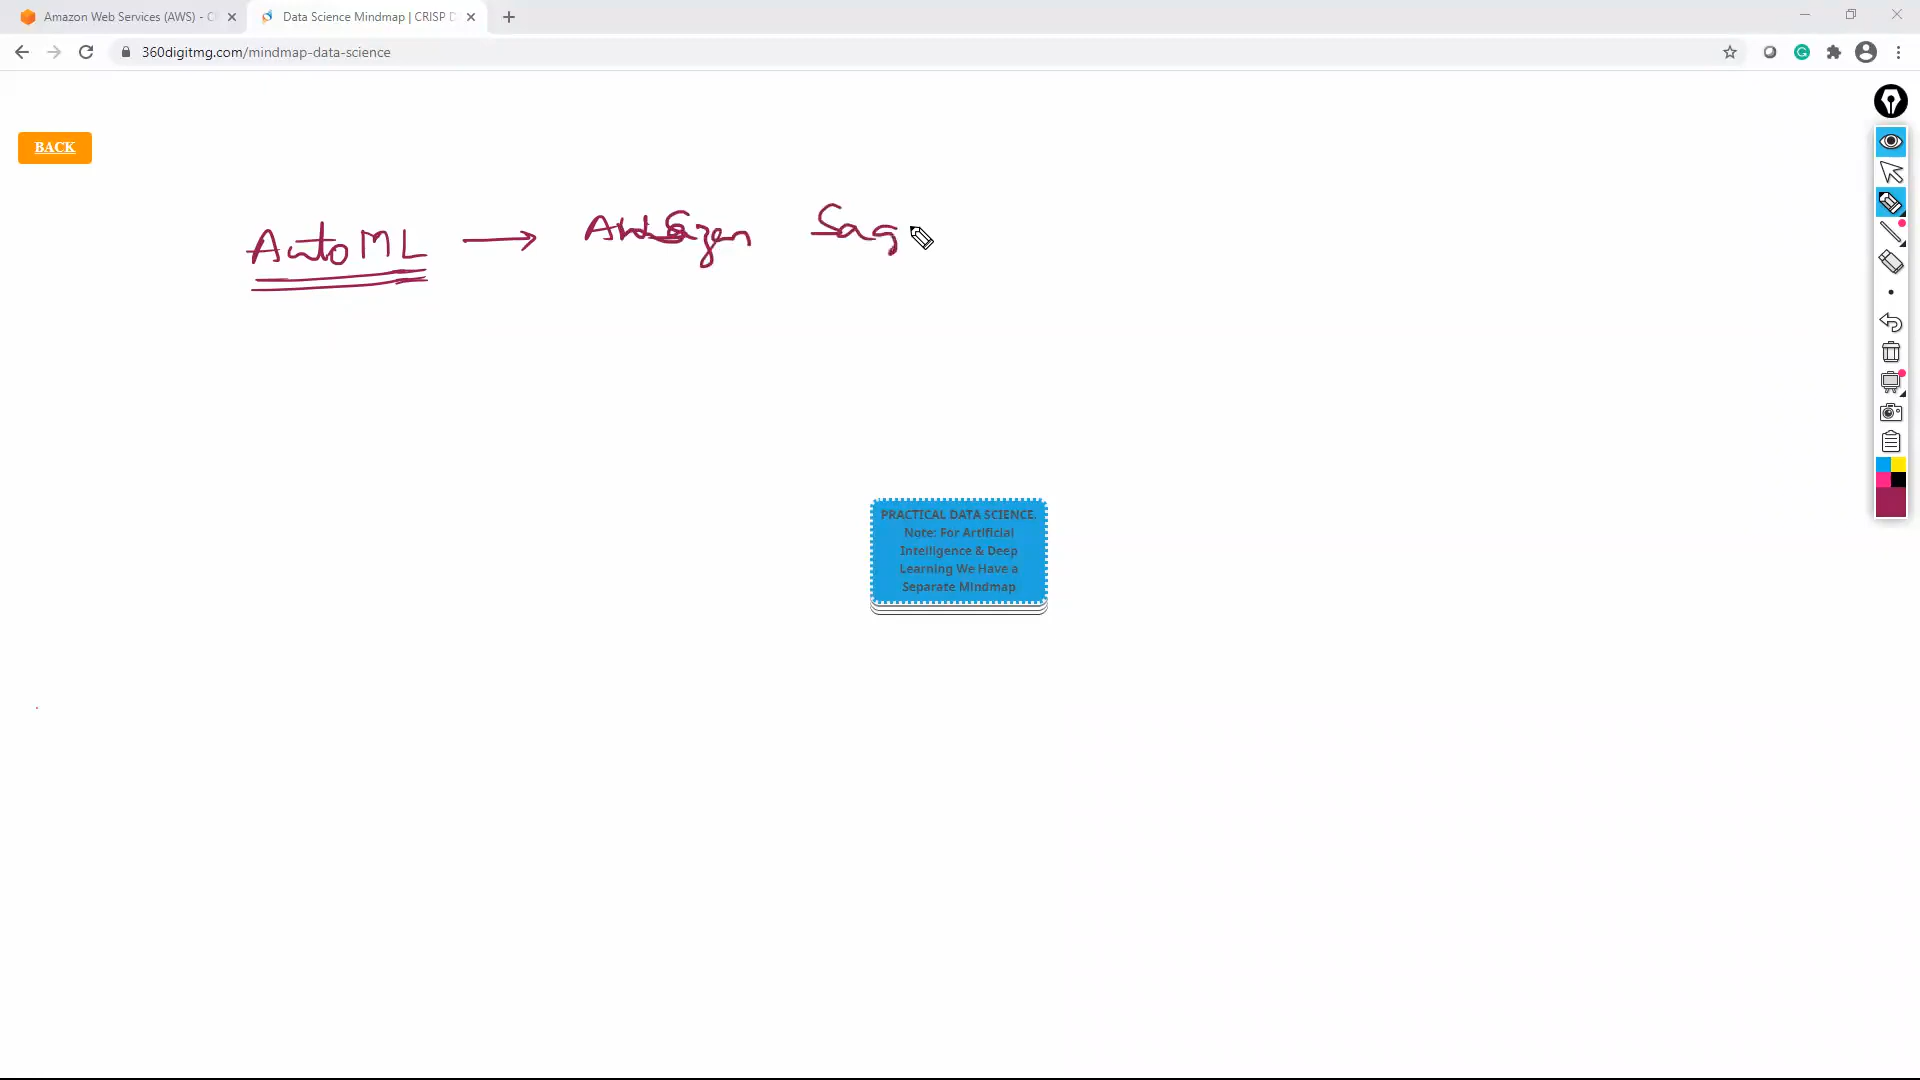 Amazon Web Services (AWS) - C
Data Science Mindmap | CRISP D
360digitmg.com/mindmap-data-science
BACK
AutoML → Sag
PRACTICAL DATA SCIENCE.
Note: For Artificial
Intelligence & Deep
Learning We Have a
Separate Mindmap